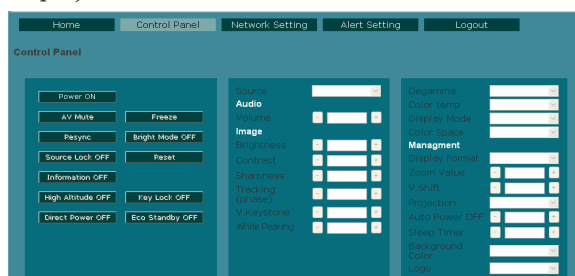 Home Control Panel Network Setting Alert Setting Logout
Control Panel
Power ON
AV Mute Freeze
Resync Bright Mode OFF
Source Lock OFF Reset
Information OFF
High Altitude OFF Key Lock OFF
Direct Power OFF Eco Standby OFF
Source
Audio
Volume - +
Image
Brightness - +
Contrast - +
Sharpness - +
Tracking
(phase) - +
V.Keystone - +
White Peaking - +
Degamma
Color temp
Display Mode
Color Space
Managment
Display Format
Zoom Value - +
V.Shift - +
Projection
Auto Power OFF - +
Sleep Timer - +
Background
Color
Logo